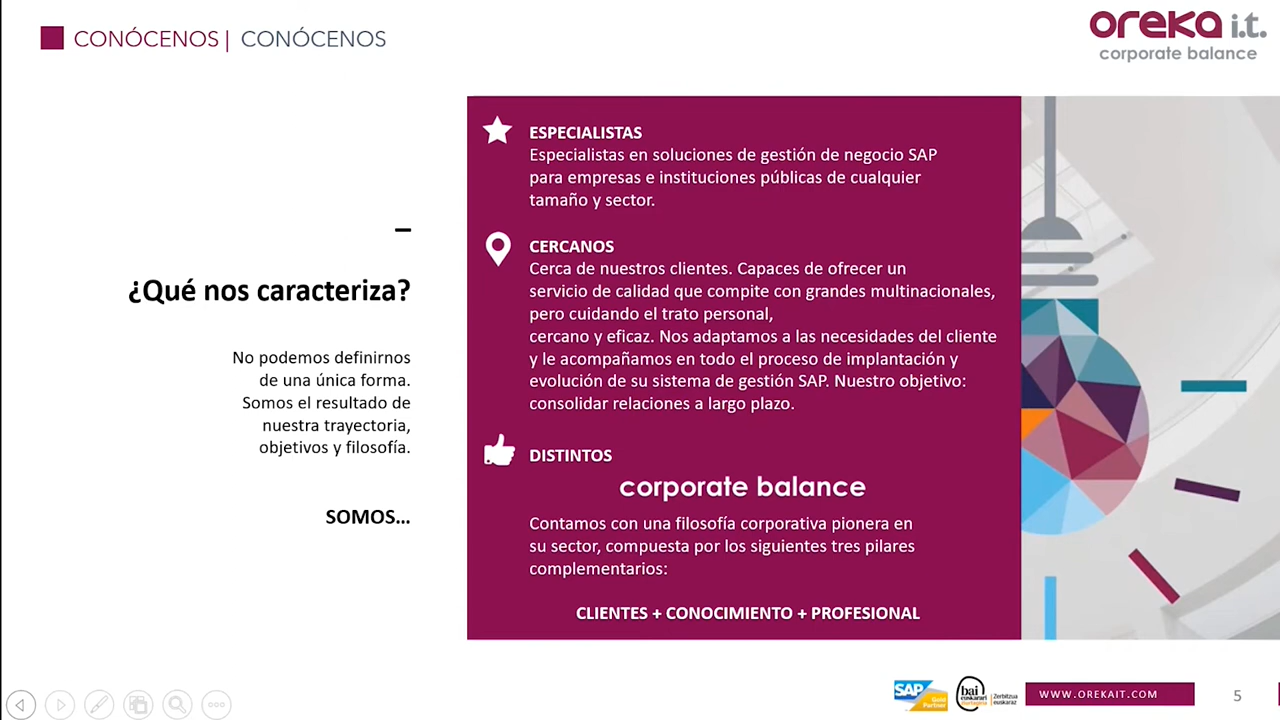 CONÓCENOS | CONÓCENOS
oreka i.t.
corporate balance
¿Qué nos caracteriza?
No podemos definirnos
de una única forma.
Somos el resultado de
nuestra trayectoria,
objetivos y filosofía.
SOMOS...
ESPECIALISTAS
Especialistas en soluciones de gestión de negocio SAP
para empresas e instituciones públicas de cualquier
tamaño y sector.
CERCANOS
Cerca de nuestros clientes. Capaces de ofrecer un
servicio de calidad que compite con grandes multinacionales,
pero cuidando el trato personal,
cercano y eficaz. Nos adaptamos a las necesidades del cliente
y le acompañamos en todo el proceso de implantación y
evolución de su sistema de gestión SAP. Nuestro objetivo:
consolidar relaciones a largo plazo.
DISTINTOS
corporate balance
Contamos con una filosofía corporativa pionera en
su sector, compuesta por los siguientes tres pilares
complementarios:
CLIENTES + CONOCIMIENTO + PROFESIONAL
SAP
Gold
Partner
bai
euskarari
Zerbitzua
euskaraz
WWW.OREKAIT.COM
5